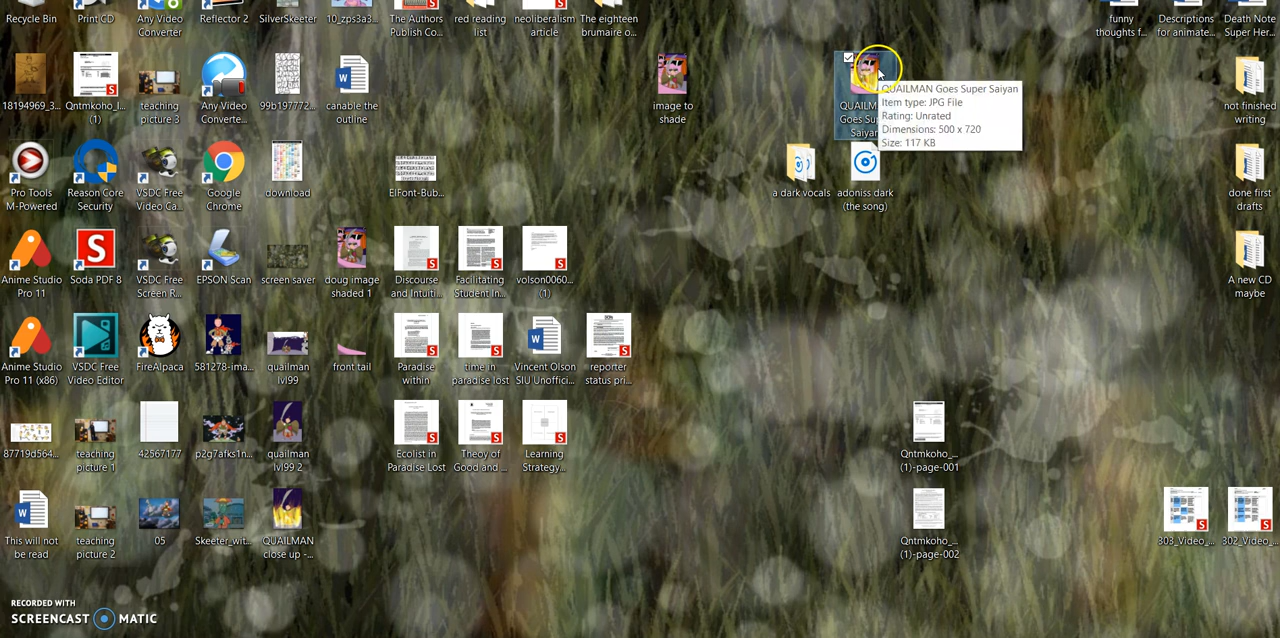 Recycle Bin
Print CD
Any Video
Converter
Reflector 2
SilverSkeeter
10_zps3a3...
The Authors
Publish Co...
red reading
list
neoliberalism
article
The eighteen
brumaire o...
funny
thoughts f...
Descriptions
for animate...
Death Note
Super Her...
18194969_3...
Qntmkoho_I...
(1)
teaching
picture 3
Any Video
Converte...
99b197772...
canable the
outline
image to
shade
QUAILM
Goes Sup
Saiyan
QUAILMAN Goes Super Saiyan
Item type: JPG File
Rating: Unrated
Dimensions: 500 x 720
Size: 117 KB
not finished
writing
Pro Tools
M-Powered
Reason Core
Security
VSDC Free
Video Ca...
Google
Chrome
download
ElFont-Bub...
a dark vocals
adoniss dark
(the song)
done first
drafts
Anime Studio
Pro 11
Soda PDF 8
VSDC Free
Screen R...
EPSON Scan
screen saver
doug image
shaded 1
Discourse
and Intuiti...
Facilitating
Student In...
volson0060...
(1)
A new CD
maybe
Anime Studio
Pro 11 (x86)
VSDC Free
Video Editor
FireAlpaca
581278-ima...
quailman
lvl99
front tail
Paradise
within
time in
paradise lost
Vincent Olson
SIU Unoffici...
reporter
status pri...
87719d564...
teaching
picture 1
42567177
p2g7afks1n...
quailman
lvl99 2
Ecolist in
Paradise Lost
Theoy of
Good and ...
Learning
Strategy...
Qntmkoho_...
(1)-page-001
This will not
be read
teaching
picture 2
05
Skeeter_wit...
QUAILMAN
close up -...
Qntmkoho_...
(1)-page-002
303_Video_...
302_Video_...
RECORDED WITH
SCREENCAST MATIC